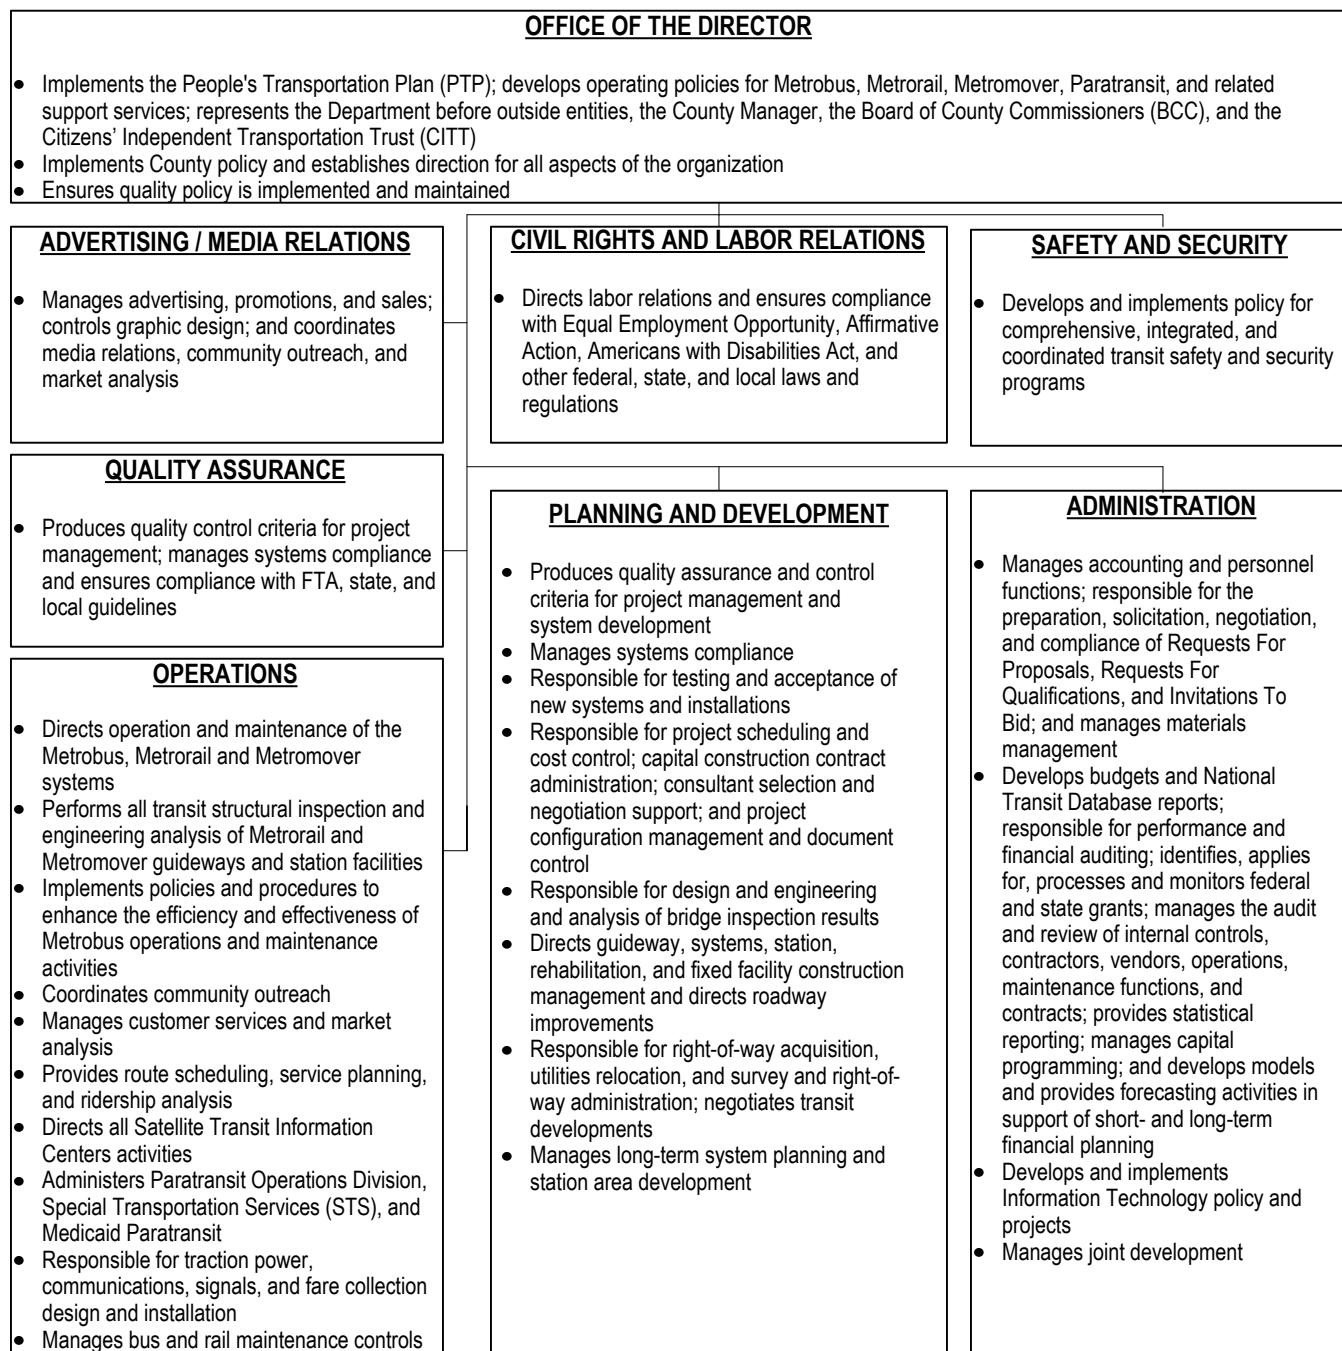 OFFICE OF THE DIRECTOR
• Implements the People's Transportation Plan (PTP); develops operating policies for Metrobus, Metrorail, Metromover, Paratransit, and related
support services; represents the Department before outside entities, the County Manager, the Board of County Commissioners (BCC), and the
Citizens' Independent Transportation Trust (CITT)
• Implements County policy and establishes direction for all aspects of the organization
• Ensures quality policy is implemented and maintained
ADVERTISING / MEDIA RELATIONS
• Manages advertising, promotions, and sales;
controls graphic design; and coordinates
media relations, community outreach, and
market analysis
CIVIL RIGHTS AND LABOR RELATIONS
• Directs labor relations and ensures compliance
with Equal Employment Opportunity, Affirmative
Action, Americans with Disabilities Act, and
other federal, state, and local laws and
regulations
SAFETY AND SECURITY
• Develops and implements policy for
comprehensive, integrated, and
coordinated transit safety and security
programs
QUALITY ASSURANCE
• Produces quality control criteria for project
management; manages systems compliance
and ensures compliance with FTA, state, and
local guidelines
OPERATIONS
• Directs operation and maintenance of the
Metrobus, Metrorail and Metromover
systems
• Performs all transit structural inspection and
engineering analysis of Metrorail and
Metromover guideways and station facilities
• Implements policies and procedures to
enhance the efficiency and effectiveness of
Metrobus operations and maintenance
activities
• Coordinates community outreach
• Manages customer services and market
analysis
• Provides route scheduling, service planning,
and ridership analysis
• Directs all Satellite Transit Information
Centers activities
• Administers Paratransit Operations Division,
Special Transportation Services (STS), and
Medicaid Paratransit
• Responsible for traction power,
communications, signals, and fare collection
design and installation
• Manages bus and rail maintenance controls
PLANNING AND DEVELOPMENT
• Produces quality assurance and control
criteria for project management and
system development
• Manages systems compliance
• Responsible for testing and acceptance of
new systems and installations
• Responsible for project scheduling and
cost control; capital construction contract
administration; consultant selection and
negotiation support; and project
configuration management and document
control
• Responsible for design and engineering
and analysis of bridge inspection results
• Directs guideway, systems, station,
rehabilitation, and fixed facility construction
management and directs roadway
improvements
• Responsible for right-of-way acquisition,
utilities relocation, and survey and right-of-
way administration; negotiates transit
developments
• Manages long-term system planning and
station area development
ADMINISTRATION
• Manages accounting and personnel
functions; responsible for the
preparation, solicitation, negotiation,
and compliance of Requests For
Proposals, Requests For
Qualifications, and Invitations To
Bid; and manages materials
management
• Develops budgets and National
Transit Database reports;
responsible for performance and
financial auditing; identifies, applies
for, processes and monitors federal
and state grants; manages the audit
and review of internal controls,
contractors, vendors, operations,
maintenance functions, and
contracts; provides statistical
reporting; manages capital
programming; and develops models
and provides forecasting activities in
support of short- and long-term
financial planning
• Develops and implements
Information Technology policy and
projects
• Manages joint development